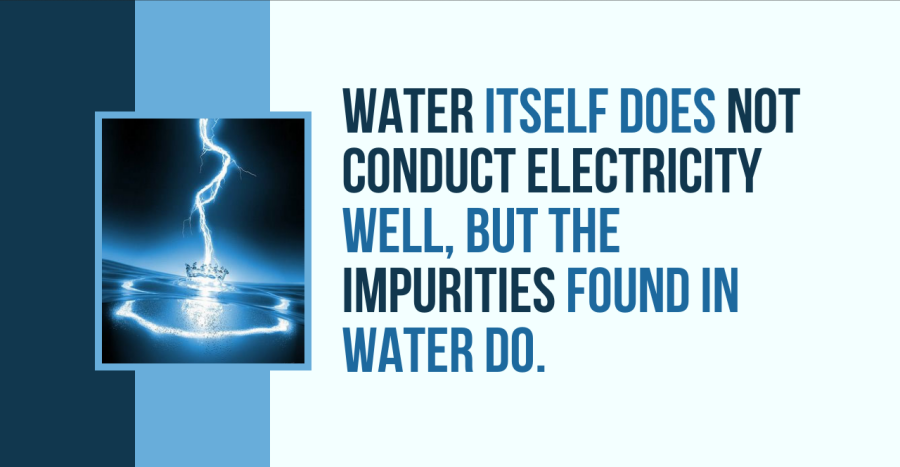 WATER ITSELF DOES NOT
CONDUCT ELECTRICITY
WELL, BUT THE
IMPURITIES FOUND IN
WATER DO.